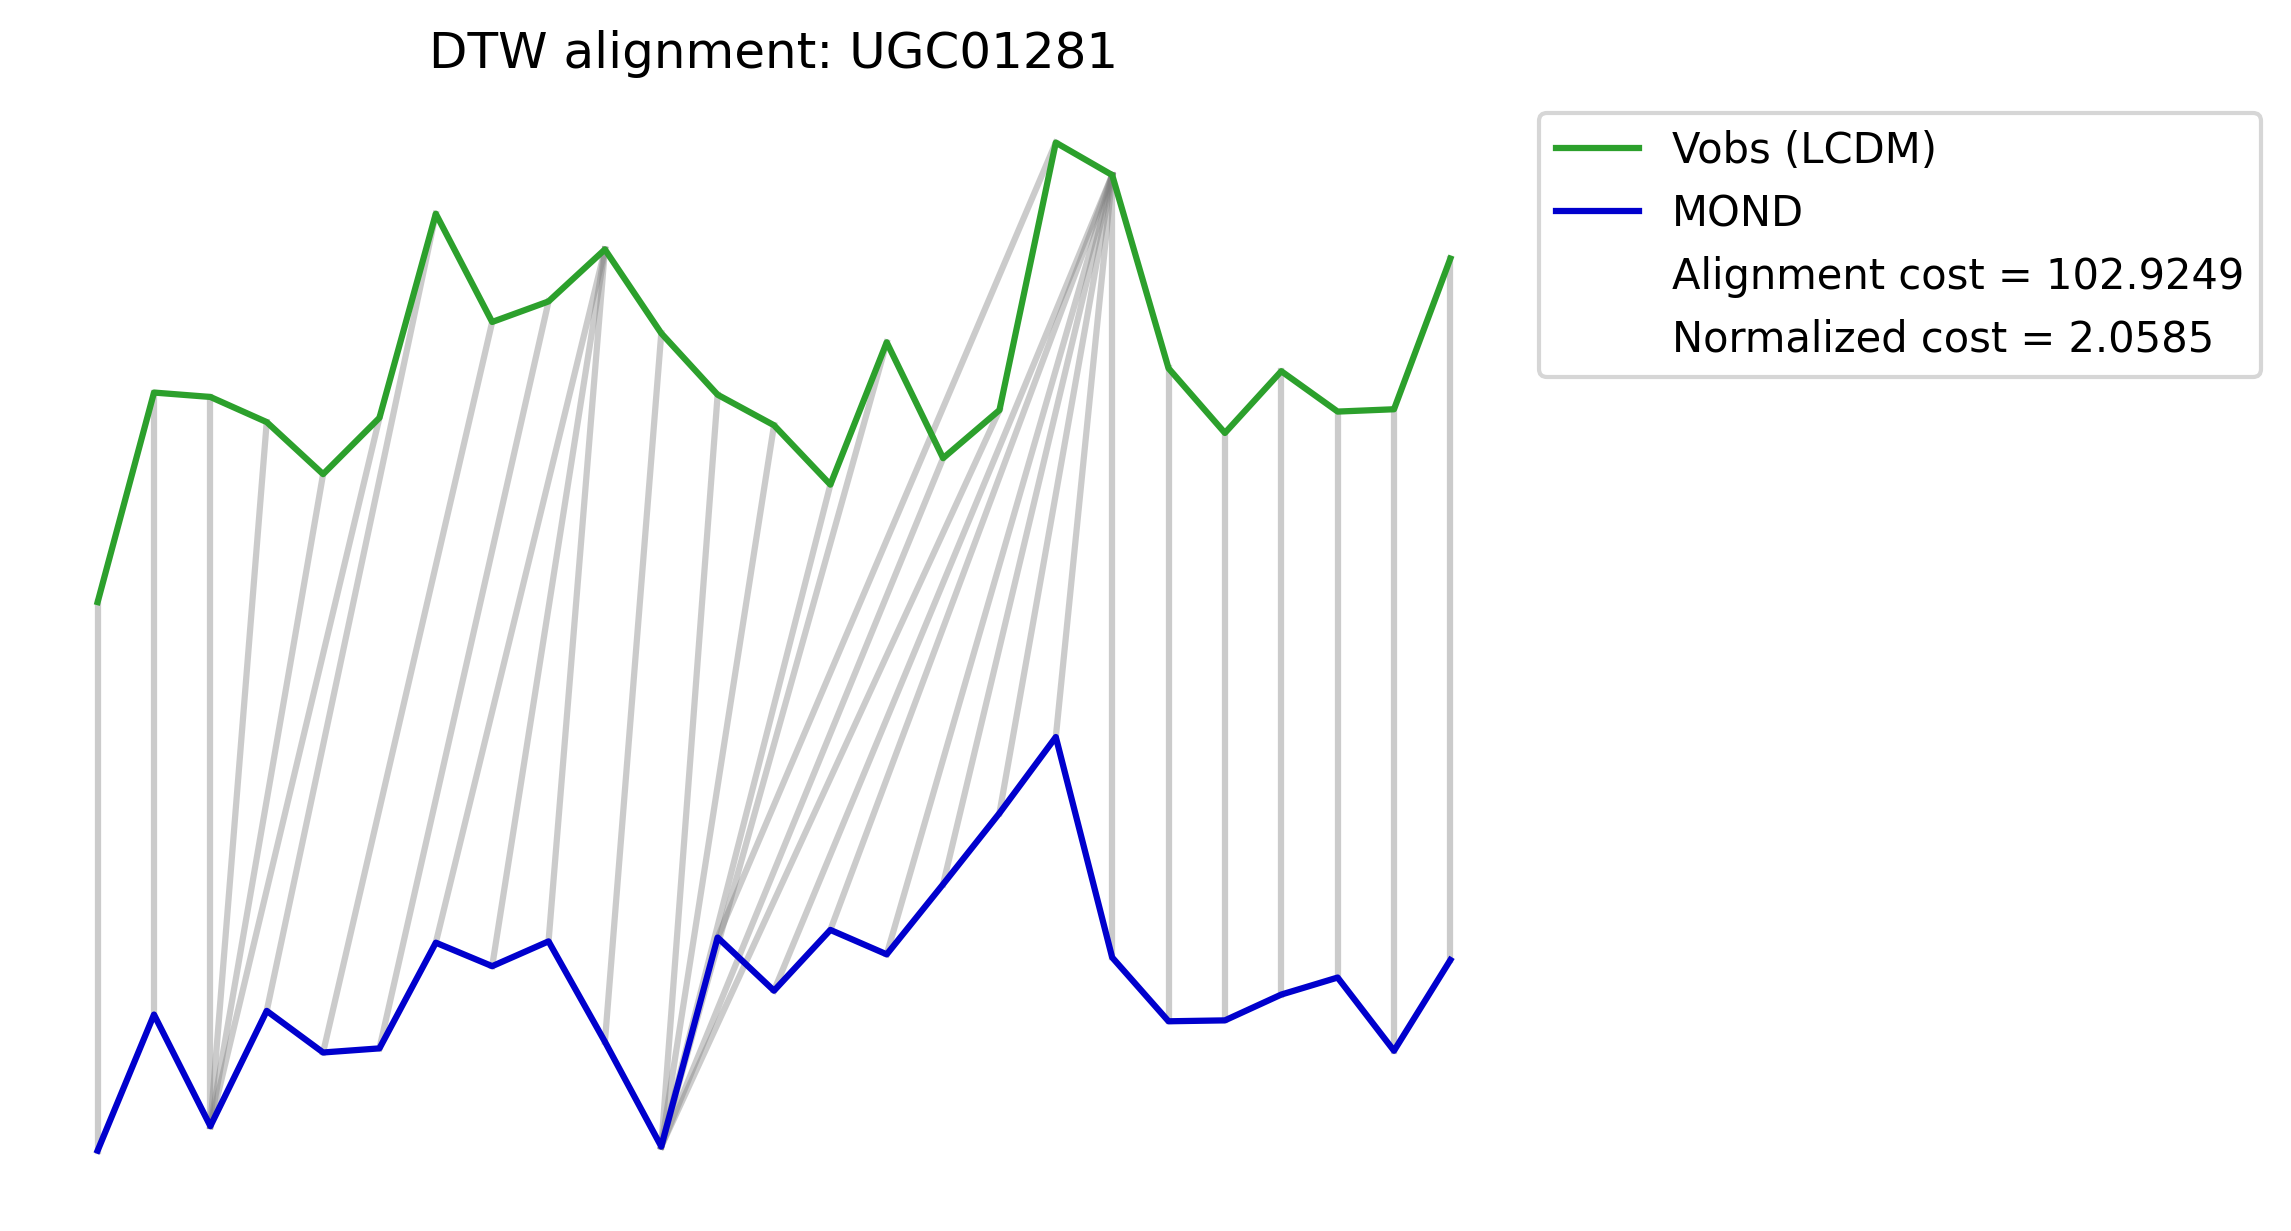 DTW alignment: UGC01281
Vobs (LCDM)
MOND
Alignment cost = 102.9249
Normalized cost = 2.0585